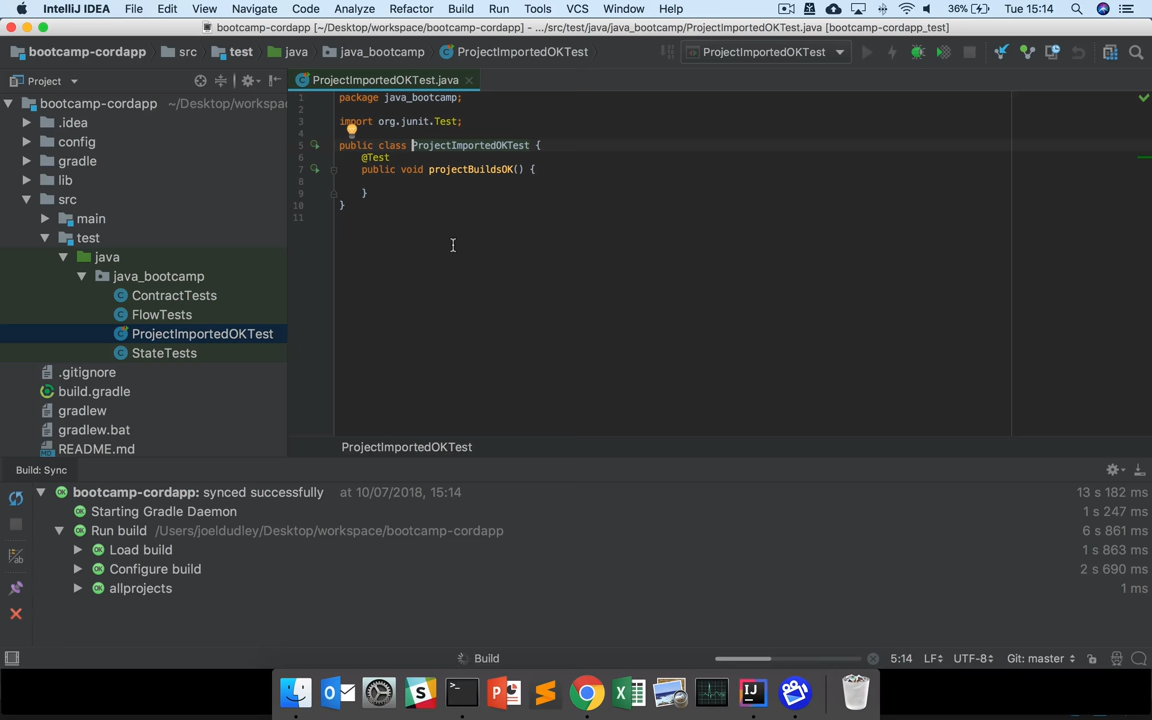 IntelliJ IDEA File Edit View Navigate Code Analyze Refactor Build Run Tools VCS Window Help 36% Tue 15:14
bootcamp-cordapp [~/Desktop/workspace/bootcamp-cordapp] - .../src/test/java/java_bootcamp/ProjectImportedOKTest.java [bootcamp-cordapp_test]
bootcamp-cordapp src test java java_bootcamp ProjectImportedOKTest ProjectImportedOKTest
Project
ProjectImportedOKTest.java
bootcamp-cordapp ~/Desktop/workspa
.idea
config
gradle
lib
src
main
test
java
java_bootcamp
ContractTests
FlowTests
ProjectImportedOKTest
StateTests
.gitignore
build.gradle
gradlew
gradlew.bat
README.md
1 package java_bootcamp;
2
3 import org.junit.Test;
4
5 public class ProjectImportedOKTest {
6 @Test
7 public void projectBuildsOK() {
8
9 }
10 }
11
ProjectImportedOKTest
Build: Sync
bootcamp-cordapp: synced successfully at 10/07/2018, 15:14 13 s 182 ms
Starting Gradle Daemon 1 s 247 ms
Run build /Users/joeldudley/Desktop/workspace/bootcamp-cordapp 6 s 861 ms
Load build 1 s 863 ms
Configure build 2 s 690 ms
allprojects 1 ms
Build 5:14 LF UTF-8 Git: master